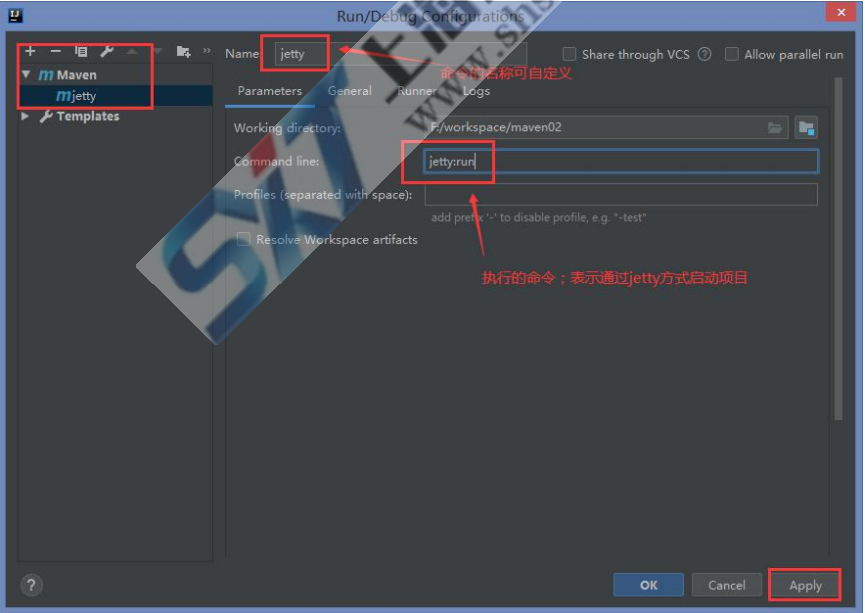 Run/Debug Configurations
Name
jetty
Share through VCS
Allow parallel run
命令的名称可自定义
Maven
jetty
Templates
Parameters
General
Runner
Logs
Working directory:
F:/workspace/maven02
Command line:
jetty:run
Profiles (separated with space):
add prefix '-' to disable profile, e.g. "-test"
Resolve Workspace artifacts
执行的命令；表示通过jetty方式启动项目
SXT
www.shs
?
OK
Cancel
Apply